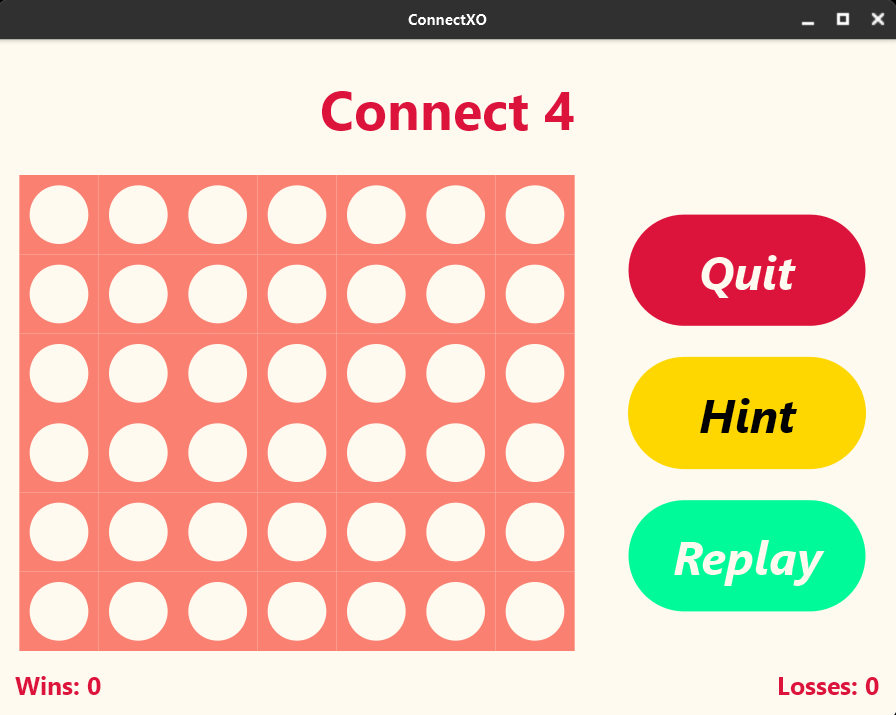 ConnectXO
Connect 4
Quit
Hint
Replay
Wins: 0
Losses: 0